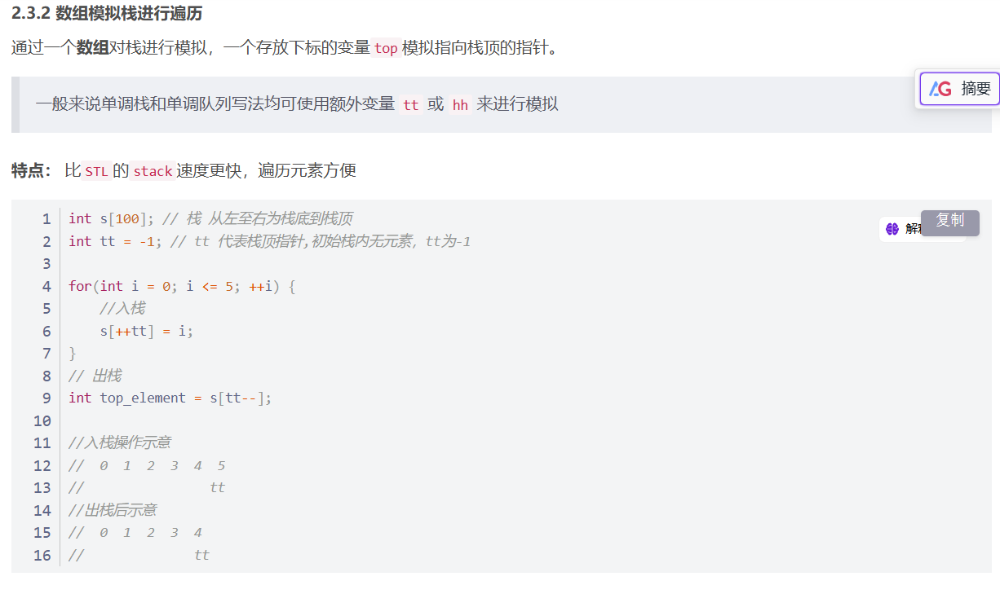 2.3.2 数组模拟栈进行遍历
通过一个数组对栈进行模拟，一个存放下标的变量 top 模拟指向栈顶的指针。
一般来说单调栈和单调队列写法均可使用额外变量 tt 或 hh 来进行模拟
摘要
特点： 比 STL 的 stack 速度更快，遍历元素方便
复制
解释
1 int s[100]; // 栈 从左至右为栈底到栈顶
2 int tt = -1; // tt 代表栈顶指针,初始栈内无元素，tt为-1
3
4 for(int i = 0; i <= 5; ++i) {
5     //入栈
6     s[++tt] = i;
7 }
8 // 出栈
9 int top_element = s[tt--];
10
11 //入栈操作示意
12 //  0  1  2  3  4  5
13 //                tt
14 //出栈后示意
15 //  0  1  2  3  4
16 //              tt